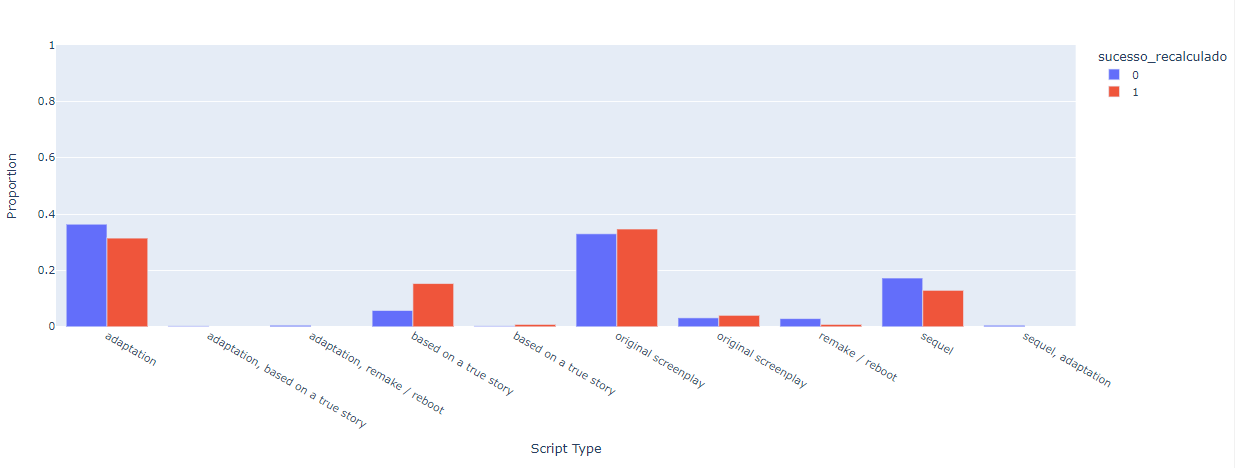 sucesso_recalculado
0
1
Proportion
1
0.8
0.6
0.4
0.2
0
adaptation
adaptation, based on a true story
adaptation, remake / reboot
based on a true story
based on a true story
original screenplay
original screenplay
remake / reboot
sequel
sequel, adaptation
Script Type